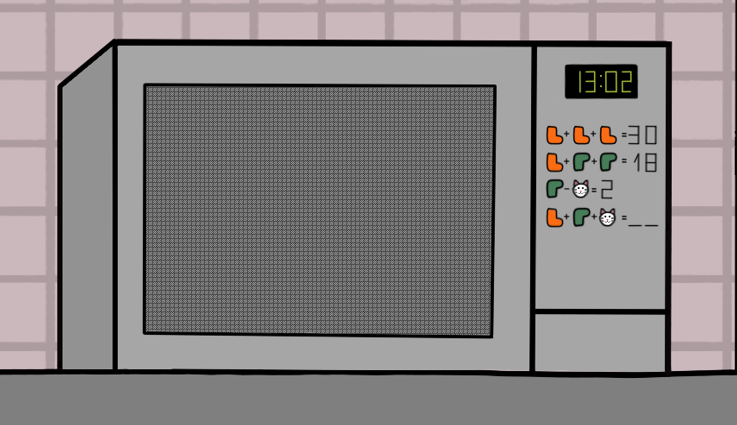 13:02
+ + =30
+ + =18
- =2
+ + =__